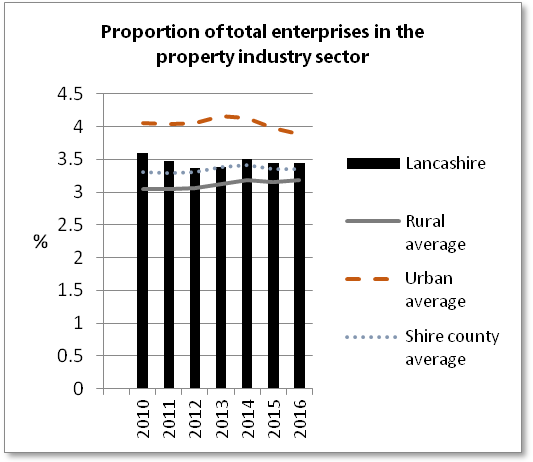 Proportion of total enterprises in the
property industry sector
4.5
4
3.5
3
2.5
2
1.5
1
0.5
0
%
2010
2011
2012
2013
2014
2015
2016
Lancashire
Rural
average
Urban
average
Shire county
average